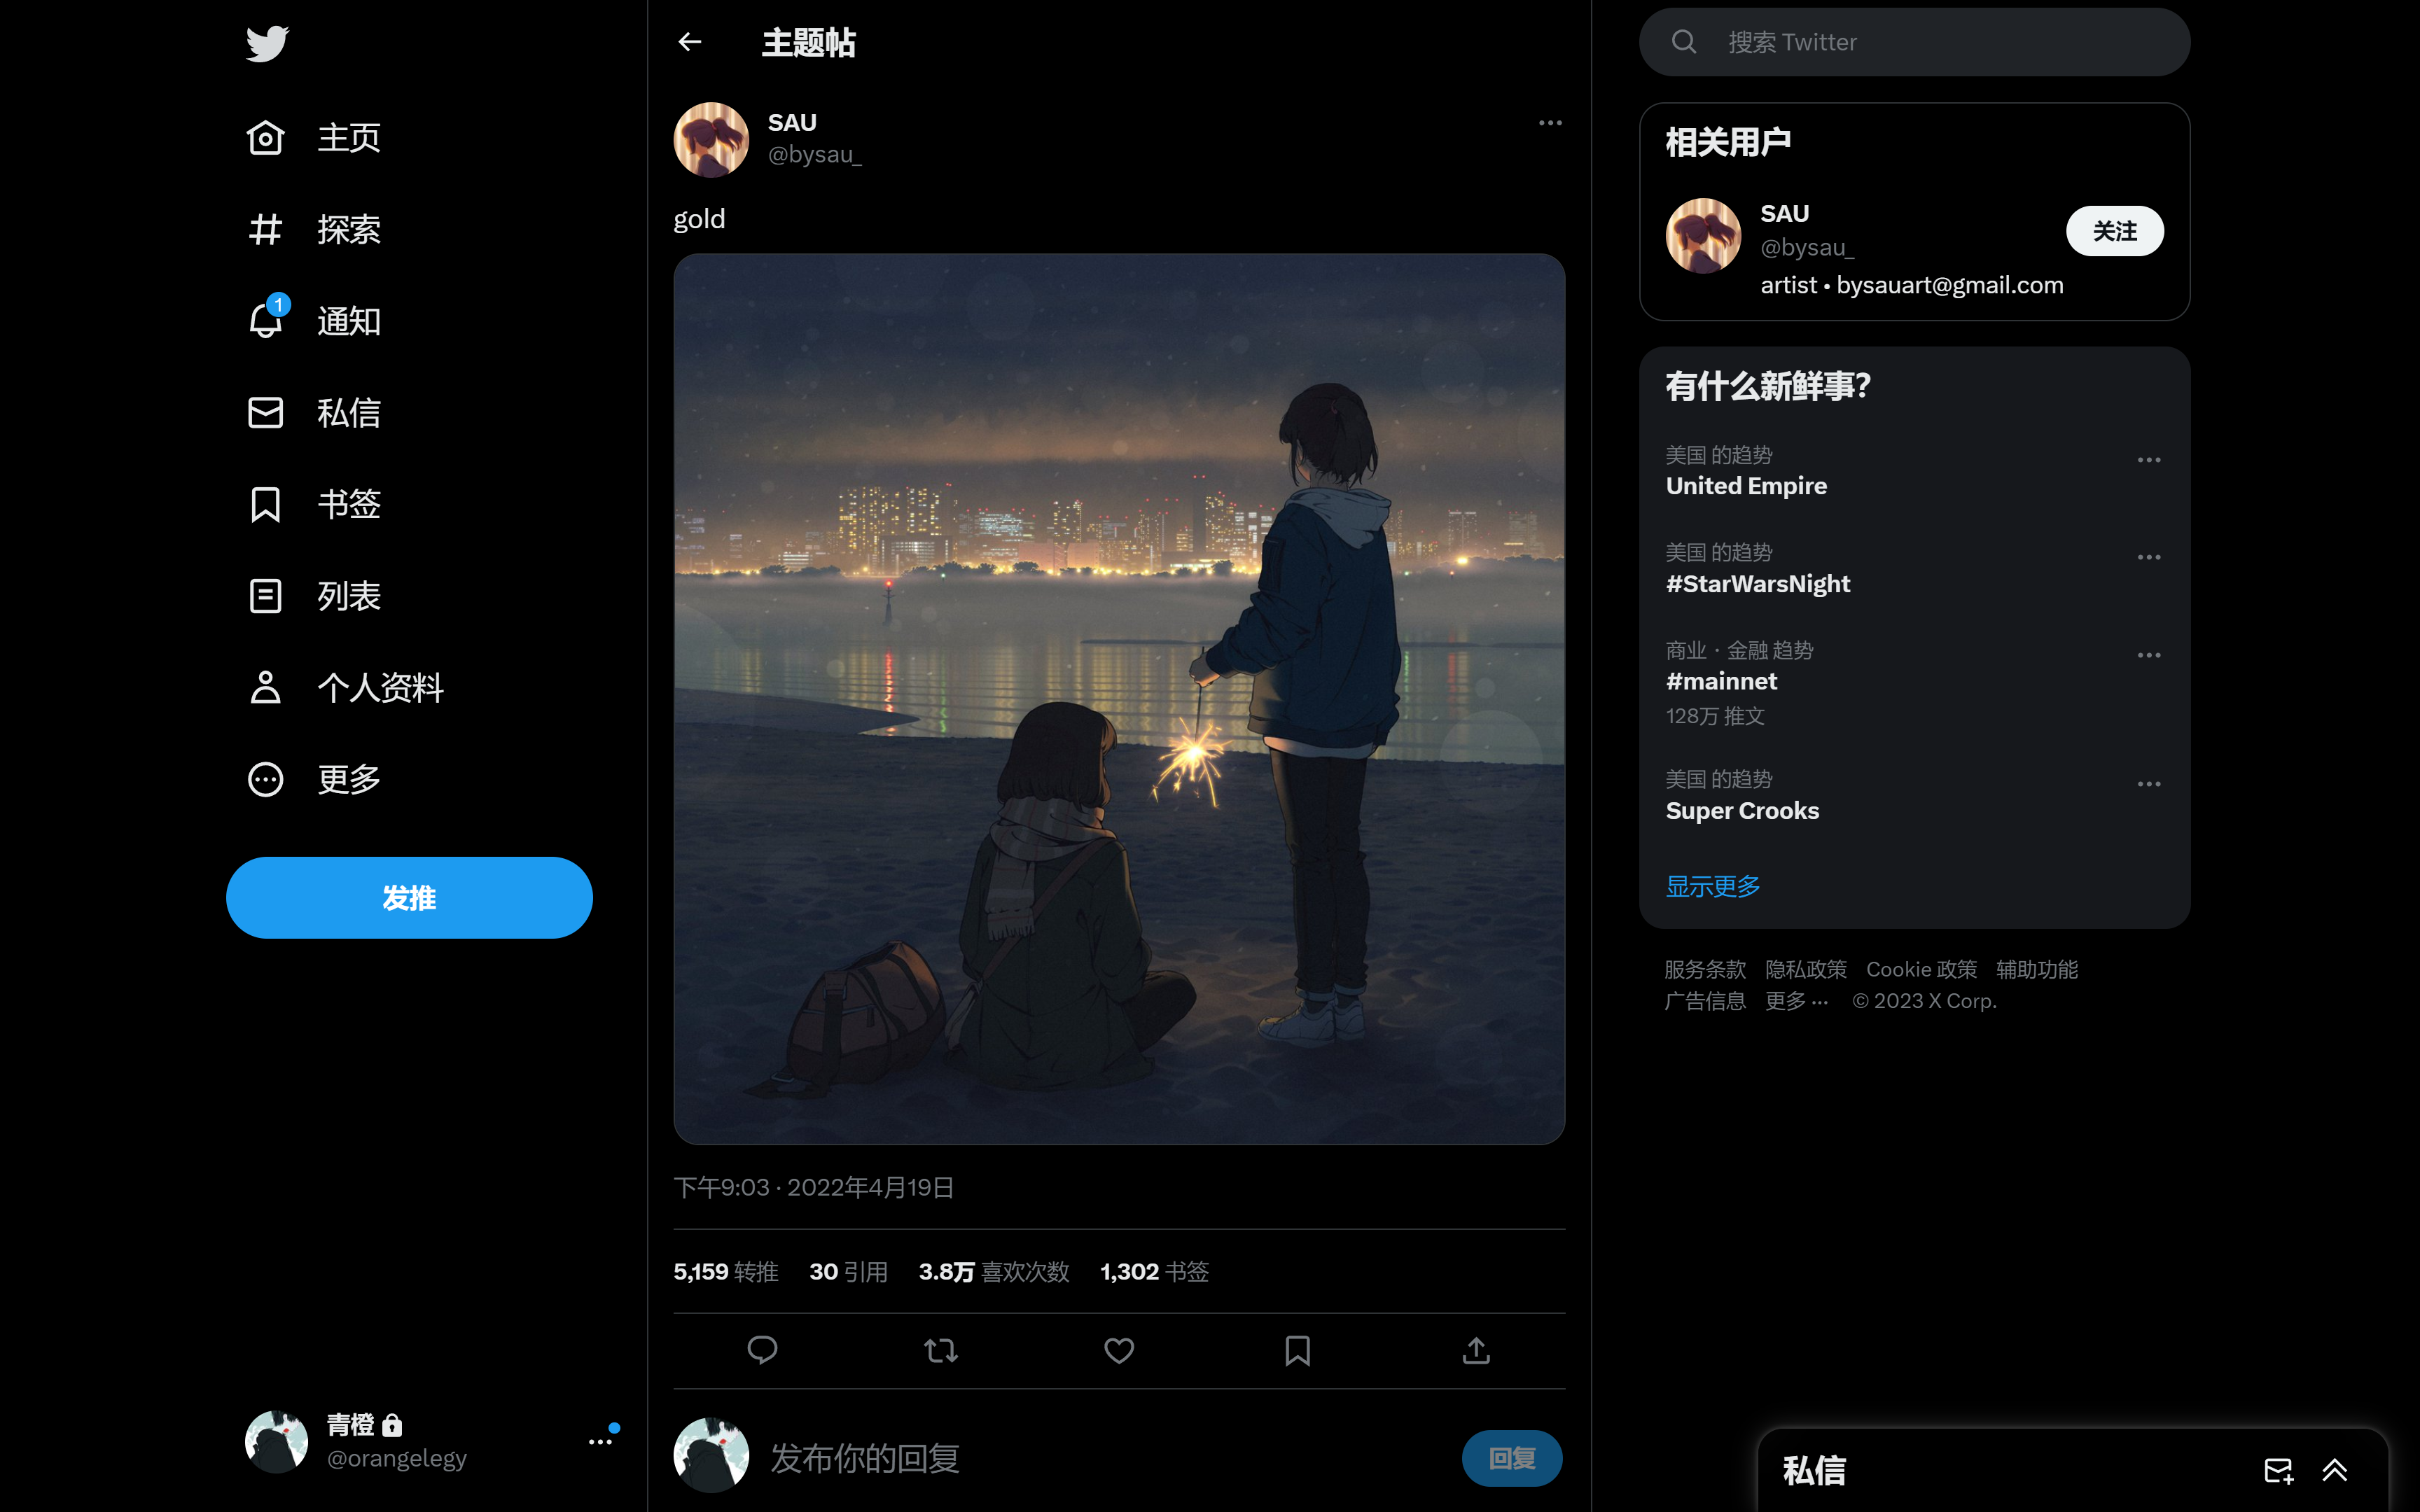 主页
探索
1
通知
私信
书签
列表
个人资料
更多
发推
青橙
@orangelegy
主题帖
SAU
@bysau_
gold
下午9:03 · 2022年4月19日
5,159 转推 30 引用 3.8万 喜欢次数 1,302 书签
发布你的回复
回复
搜索 Twitter
相关用户
SAU
@bysau_
关注
artist • bysauart@gmail.com
有什么新鲜事?
美国 的趋势
United Empire
美国 的趋势
#StarWarsNight
商业 · 金融 趋势
#mainnet
128万 推文
美国 的趋势
Super Crooks
显示更多
服务条款 隐私政策 Cookie 政策 辅助功能
广告信息 更多 ··· © 2023 X Corp.
私信